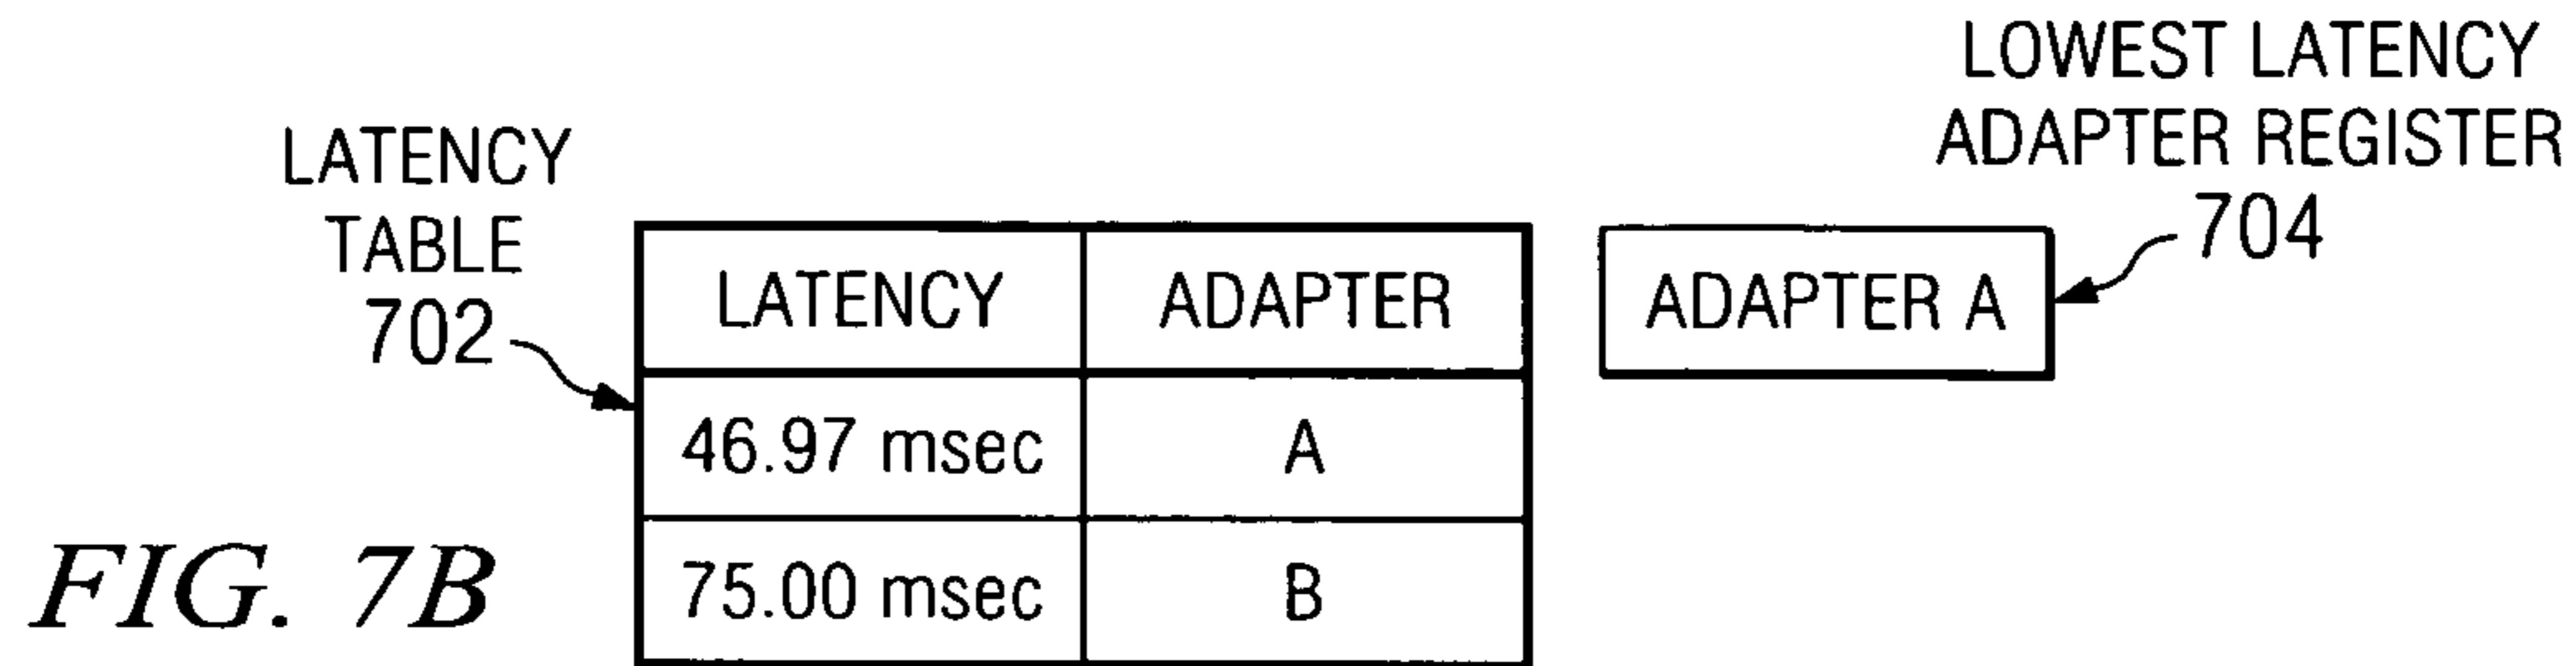 LOWEST LATENCY
ADAPTER REGISTER
704
LATENCY
TABLE
702
LATENCY ADAPTER
46.97 msec A
75.00 msec B
ADAPTER A
FIG. 7B